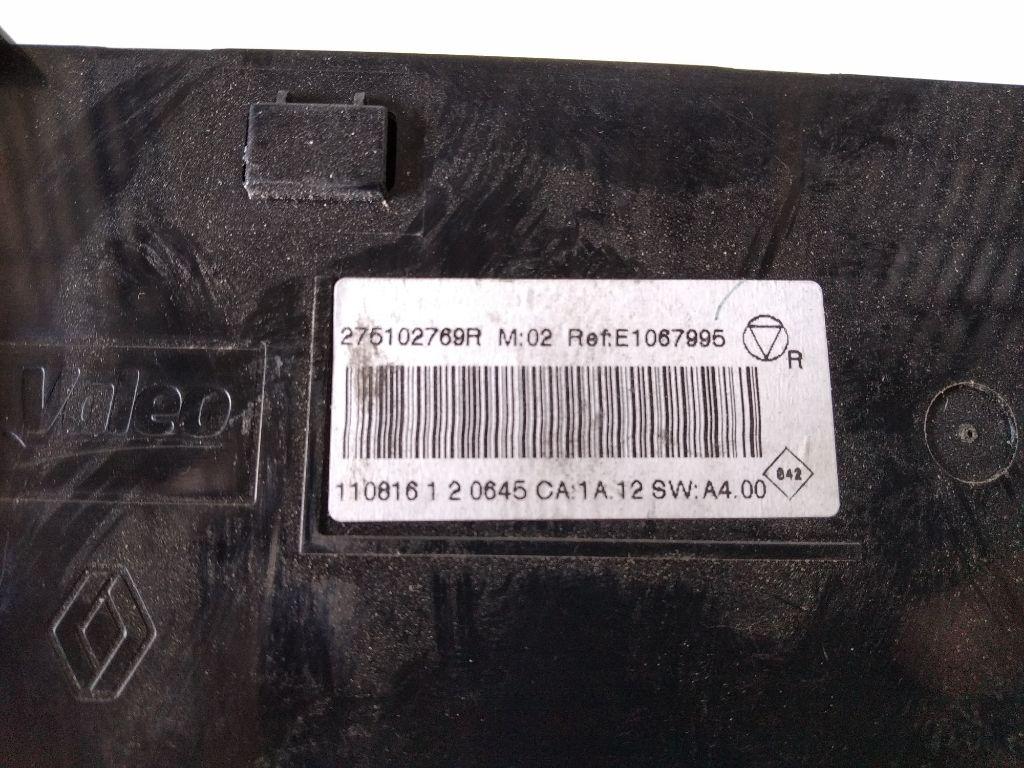 275102769R M:02 Ref:E1067995
R
Valeo
110816 1 2 0645 CA:1A.12 SW:A4.00
842